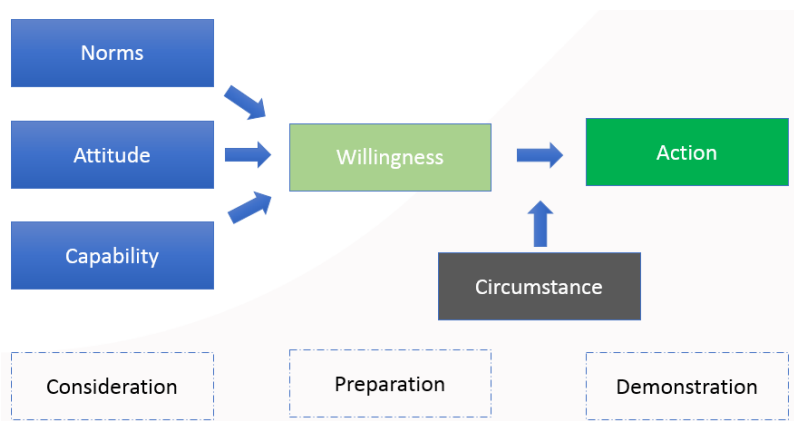 Norms
Attitude
Willingness
Action
Capability
Circumstance
Consideration
Preparation
Demonstration